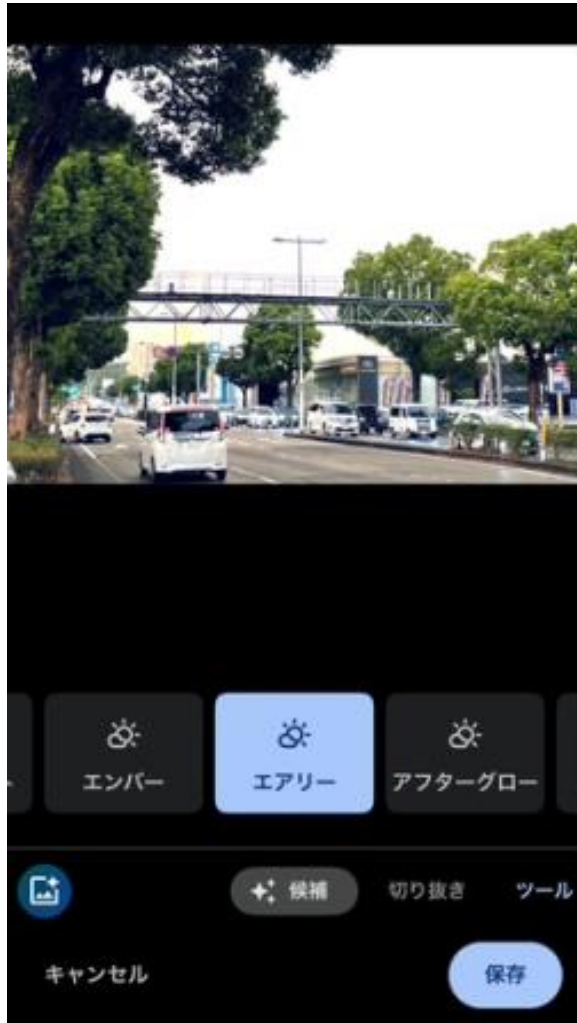 エンバー
エアリー
アフターグロー
候補
切り抜き
ツール
キャンセル
保存